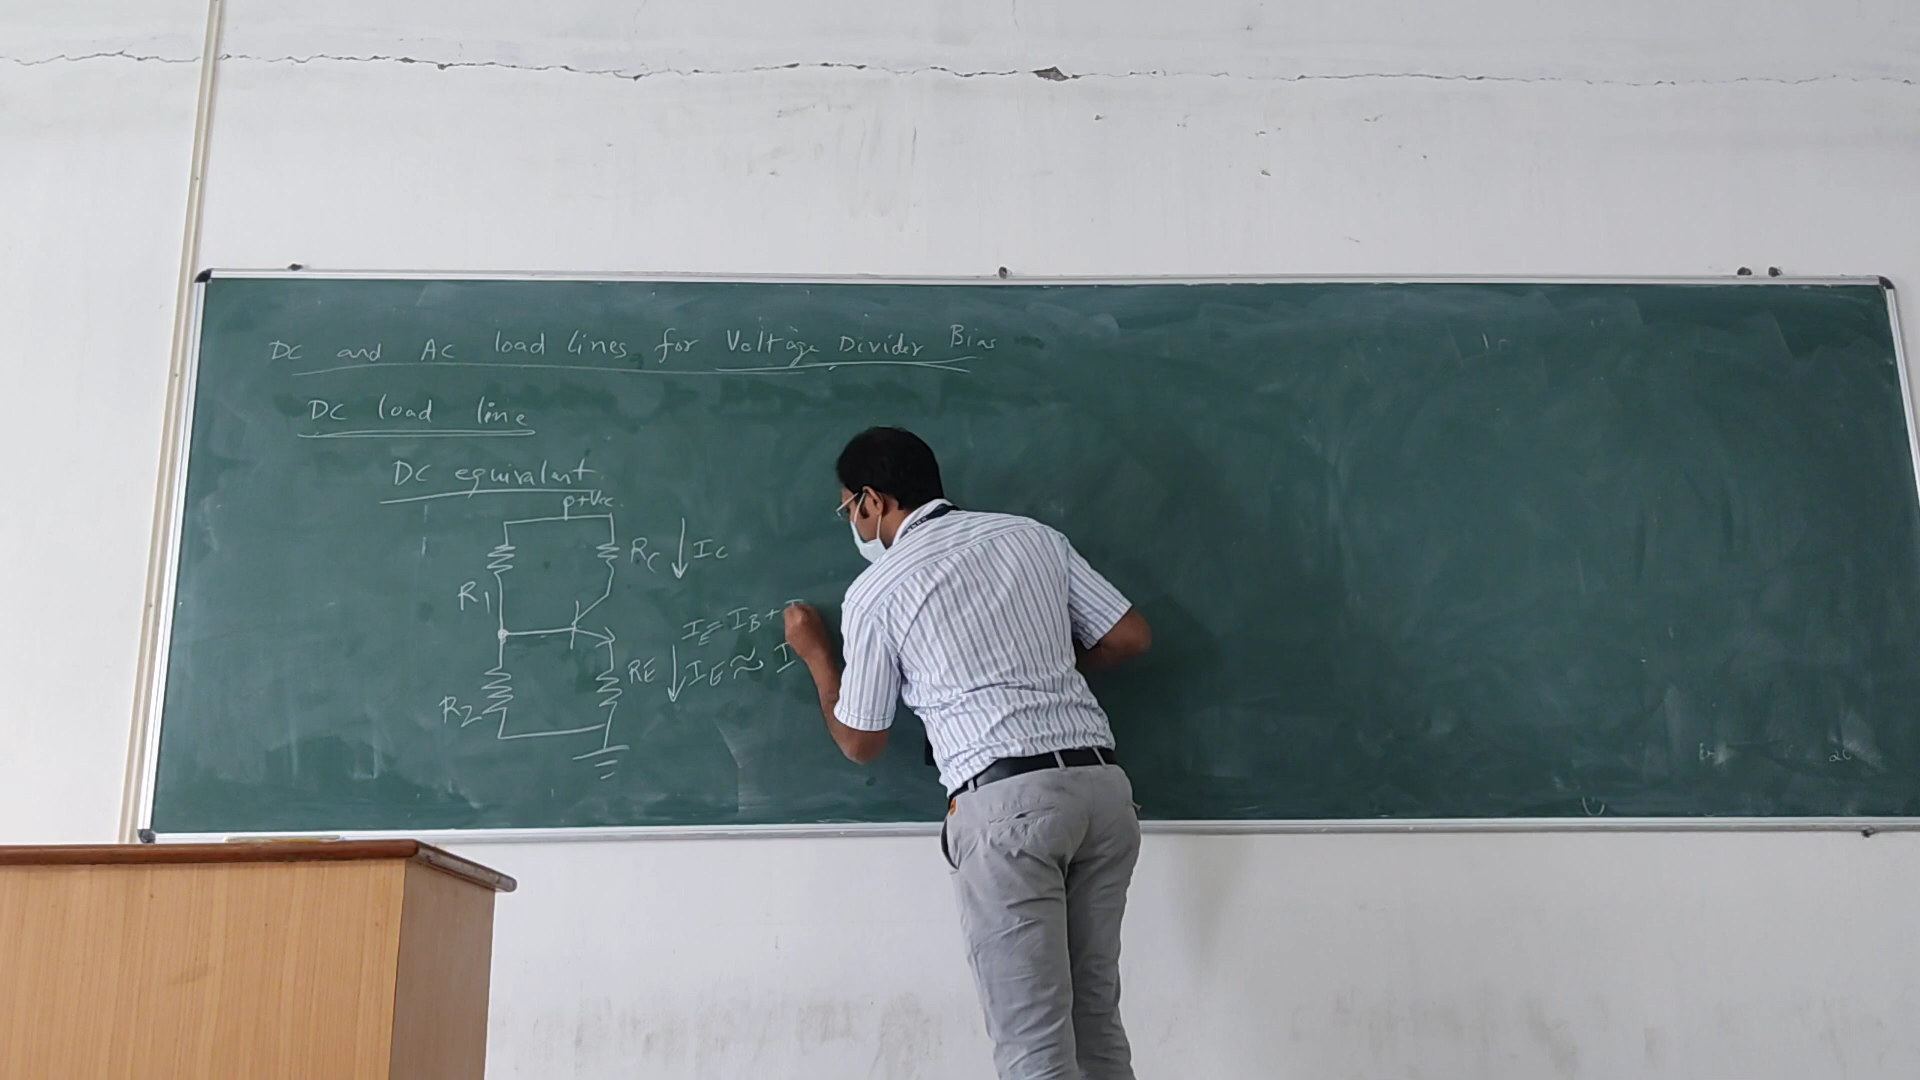 DC and AC load lines for Voltage Divider Bias
DC load line
DC equivalent
+Vcc
RC IC
R1
IE = IB + I
RE IE ≈ I
R2